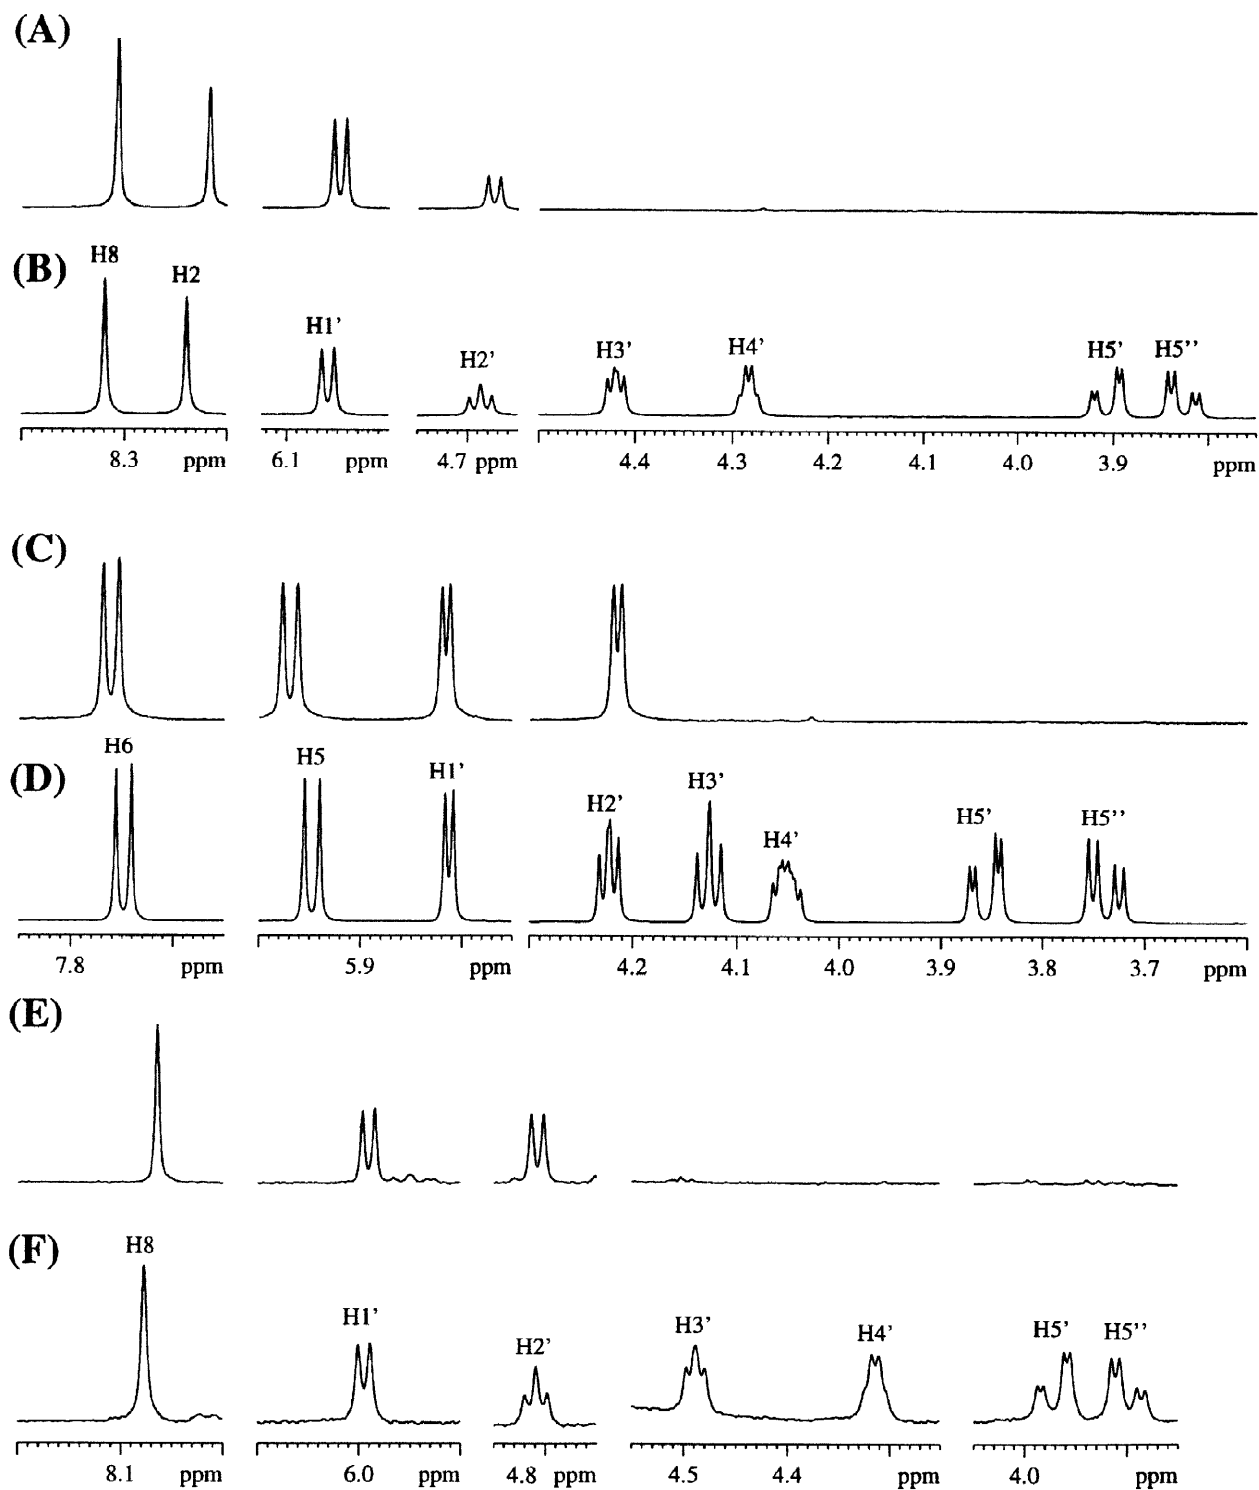 (A)
(B)
H8
H2
H1’
H2’
H3’
H4’
H5’
H5’’
8.3 ppm
6.1 ppm
4.7 ppm
4.4 4.3 4.2 4.1 4.0 3.9 ppm
(C)
(D)
H6
H5
H1’
H2’
H3’
H4’
H5’
H5’’
7.8 ppm
5.9 ppm
4.2 4.1 4.0 3.9 3.8 3.7 ppm
(E)
(F)
H8
H1’
H2’
H3’
H4’
H5’
H5’’
8.1 ppm
6.0 ppm
4.8 ppm
4.5 4.4 ppm
4.0 ppm